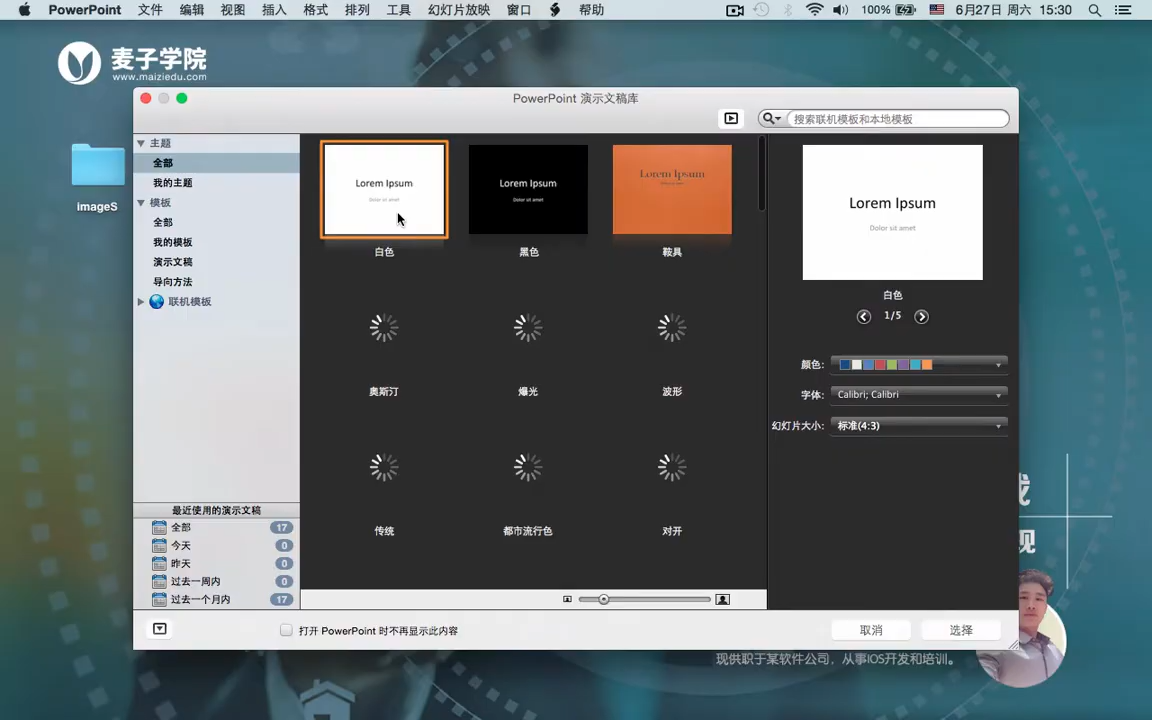 PowerPoint 文件 编辑 视图 插入 格式 排列 工具 幻灯片放映 窗口 帮助 100% 6月27日 周六 15:30
麦子学院
www.maiziedu.com
PowerPoint 演示文稿库
搜索联机模板和本地模板
imageS
主题
全部
我的主题
模板
全部
我的模板
演示文稿
导向方法
联机模板
最近使用的演示文稿
全部 17
今天 0
昨天 0
过去一周内 0
过去一个月内 17
Lorem Ipsum
Dolor sit amet
白色
Lorem Ipsum
Dolor sit amet
黑色
Lorem Ipsum
鞍具
奥斯汀
爆光
波形
传统
都市流行色
对开
Lorem Ipsum
Dolor sit amet
白色
1/5
颜色:
字体: Calibri; Calibri
幻灯片大小: 标准(4:3)
打开 PowerPoint 时不再显示此内容
取消
选择
现供职于某软件公司，从事IOS开发和培训。